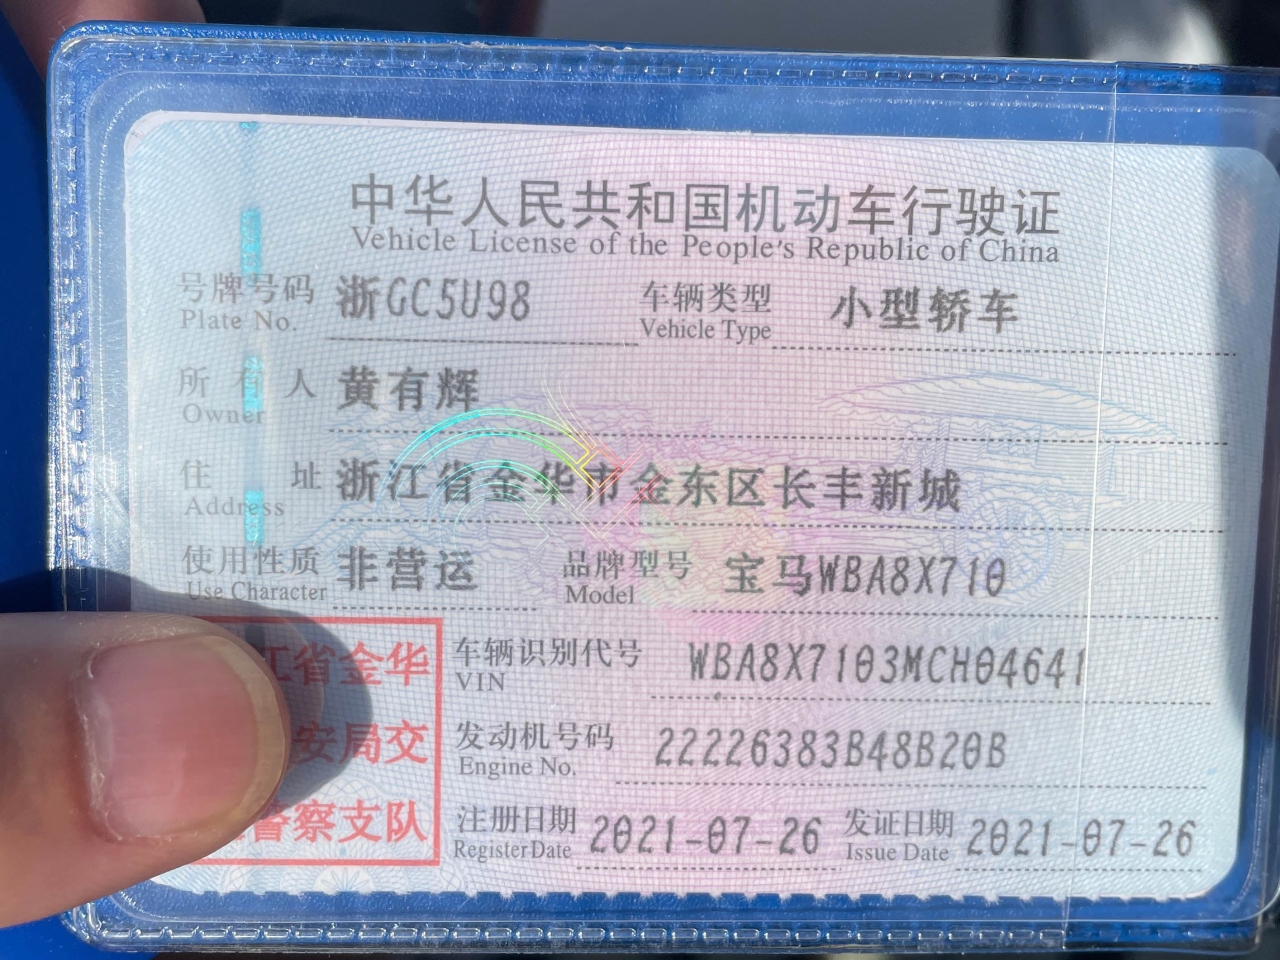 中华人民共和国机动车行驶证
Vehicle License of the People's Republic of China
号牌号码 浙GC5U98 车辆类型 小型轿车
Plate No. Vehicle Type
所有人 黄有辉
Owner
住址 浙江省金华市金东区长丰新城
Address
使用性质 非营运 品牌型号 宝马WBA8X710
Use Character Model
江省金华 车辆识别代号 WBA8X7103MCH04641
VIN
安局交 发动机号码 22226383B48B20B
Engine No.
警察支队 注册日期 2021-07-26 发证日期 2021-07-26
Register Date Issue Date